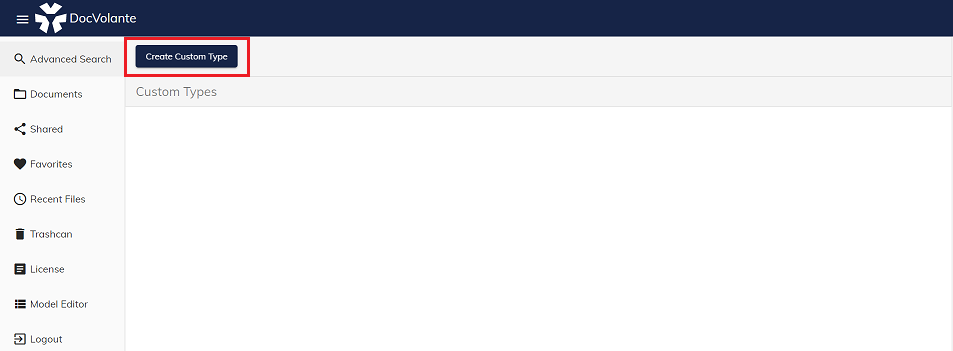 DocVolante
Advanced Search
Documents
Shared
Favorites
Recent Files
Trashcan
License
Model Editor
Logout
Create Custom Type
Custom Types